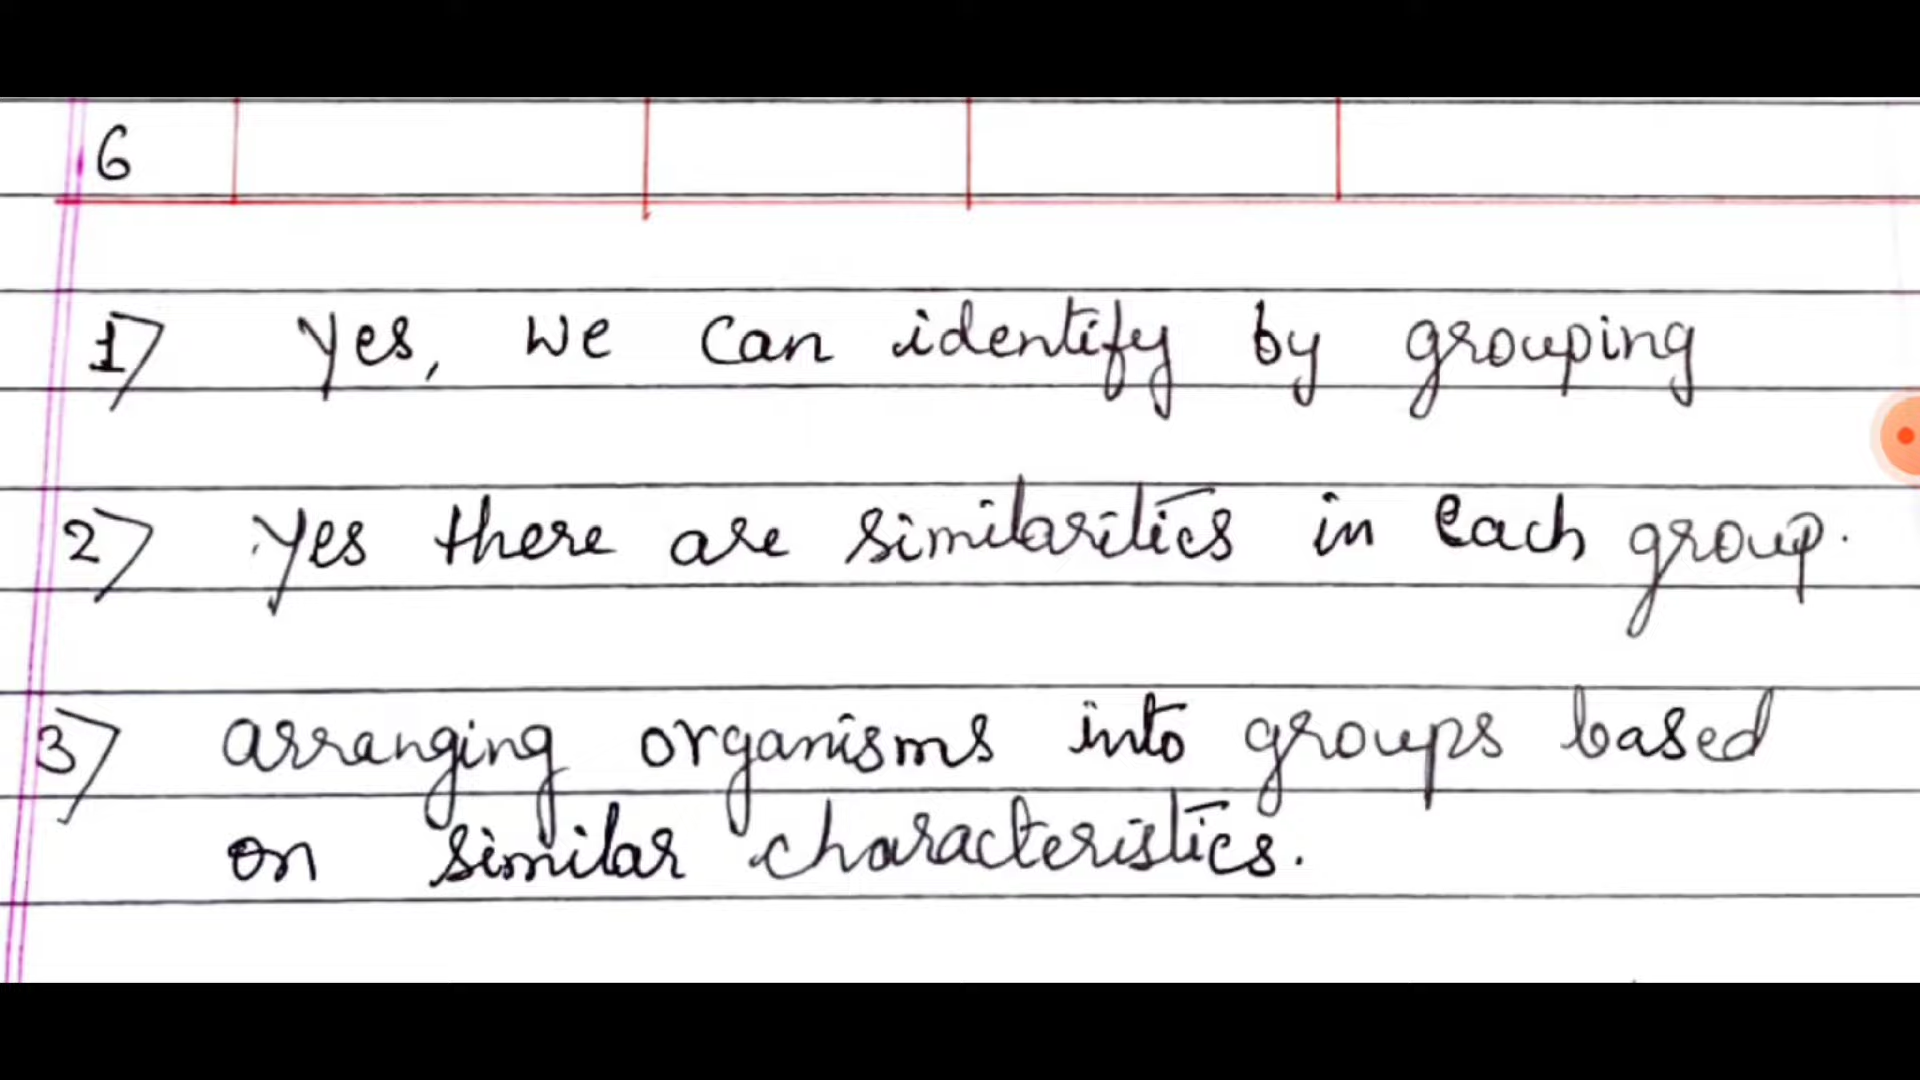 6
1) Yes, we can identify by grouping
2) Yes there are similarities in each group.
3) arranging organisms into groups based
on similar characteristics.